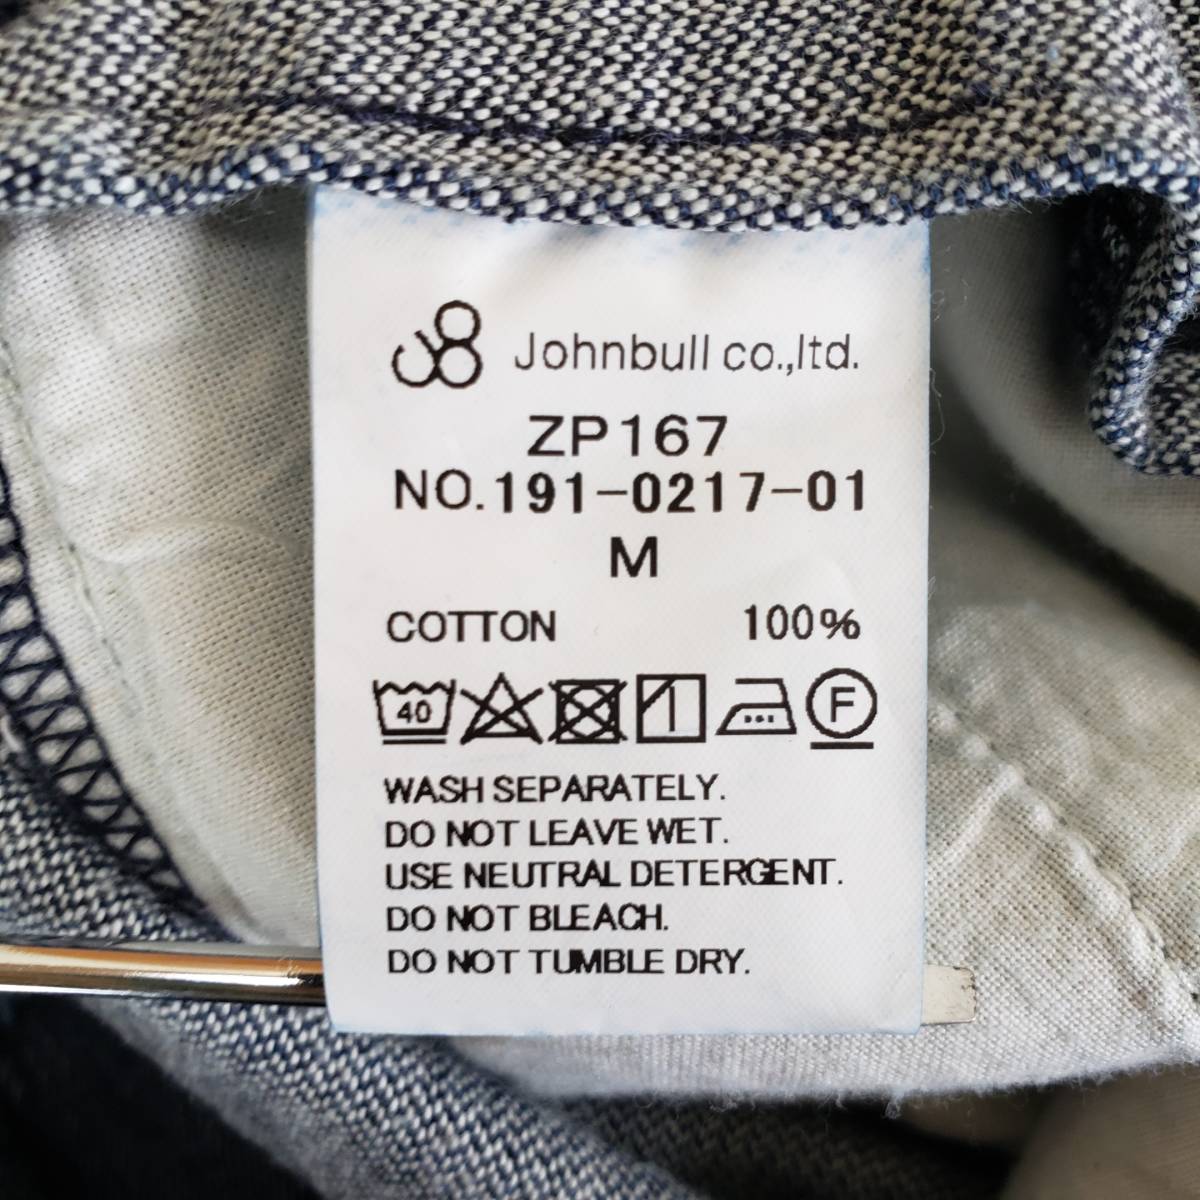 Johnbull co.,ltd.
ZP167
NO.191-0217-01
M
COTTON 100%
40 F
WASH SEPARATELY.
DO NOT LEAVE WET.
USE NEUTRAL DETERGENT.
DO NOT BLEACH.
DO NOT TUMBLE DRY.